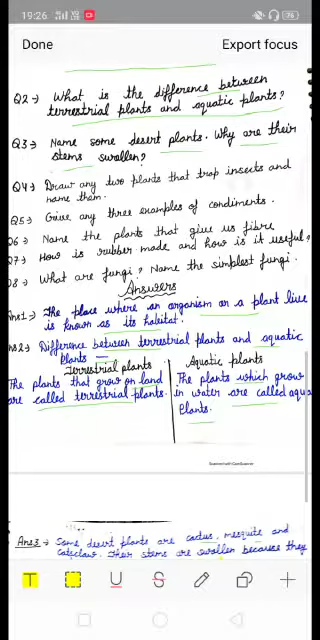 19:26
Done Export focus
Q2→ What is the difference between
terrestrial plants and aquatic plants?
Q3→ Name some desert plants. Why are their
stems swollen?
Q4→ Draw any two plants that trap insects and
name them.
Q5→ Give any three examples of condiments.
Q6→ Name the plants that give us fibre
Q7→ How is rubber made and how is it useful?
Q8→ What are fungi? Name the simplest fungi.
Answers
Ans1→ The place where an organism or a plant live
is known as its habitat.
Ans2→ Difference between terrestrial plants and aquatic
plants —
Terrestrial plants Aquatic plants
The plants that grow on land The plants which grow
are called terrestrial plants. in water are called aqua
plants.
Scanned with CamScanner
Ans3→ Some desert plants are cactus, mesquite and
catsclaw. Their stems are swollen because they
T U S